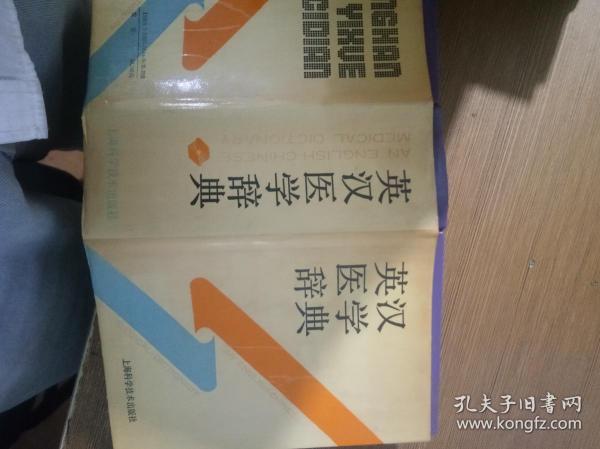 NGHAN
YIXUE
CIDIAN
AN ENGLISH-CHINESE
MEDICAL DICTIONARY
英汉医学辞典
上海科学技术出版社
英汉
医学
辞典
上海科学技术出版社
孔夫子旧书网
www.kongfz.com